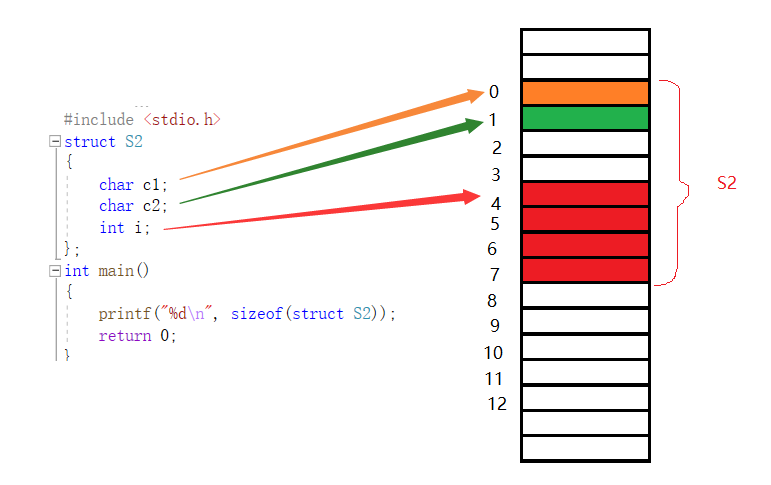 #include <stdio.h>
struct S2
{
char c1;
char c2;
int i;
};
int main()
{
printf("%d\n", sizeof(struct S2));
return 0;
}
0
1
2
3
4
5
6
7
8
9
10
11
12
S2